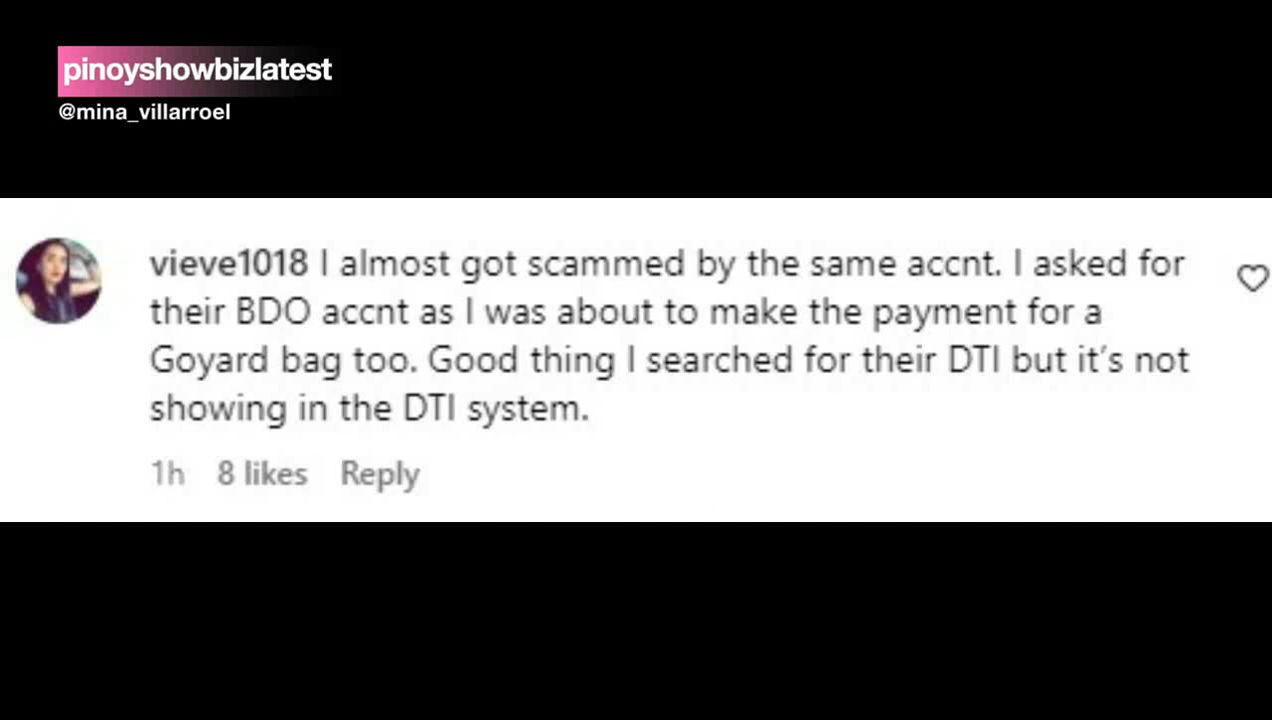 pinoyshowbizlatest
@mina_villarroel
vieve1018 I almost got scammed by the same accnt. I asked for
their BDO accnt as I was about to make the payment for a
Goyard bag too. Good thing I searched for their DTI but it's not
showing in the DTI system.
1h 8 likes Reply